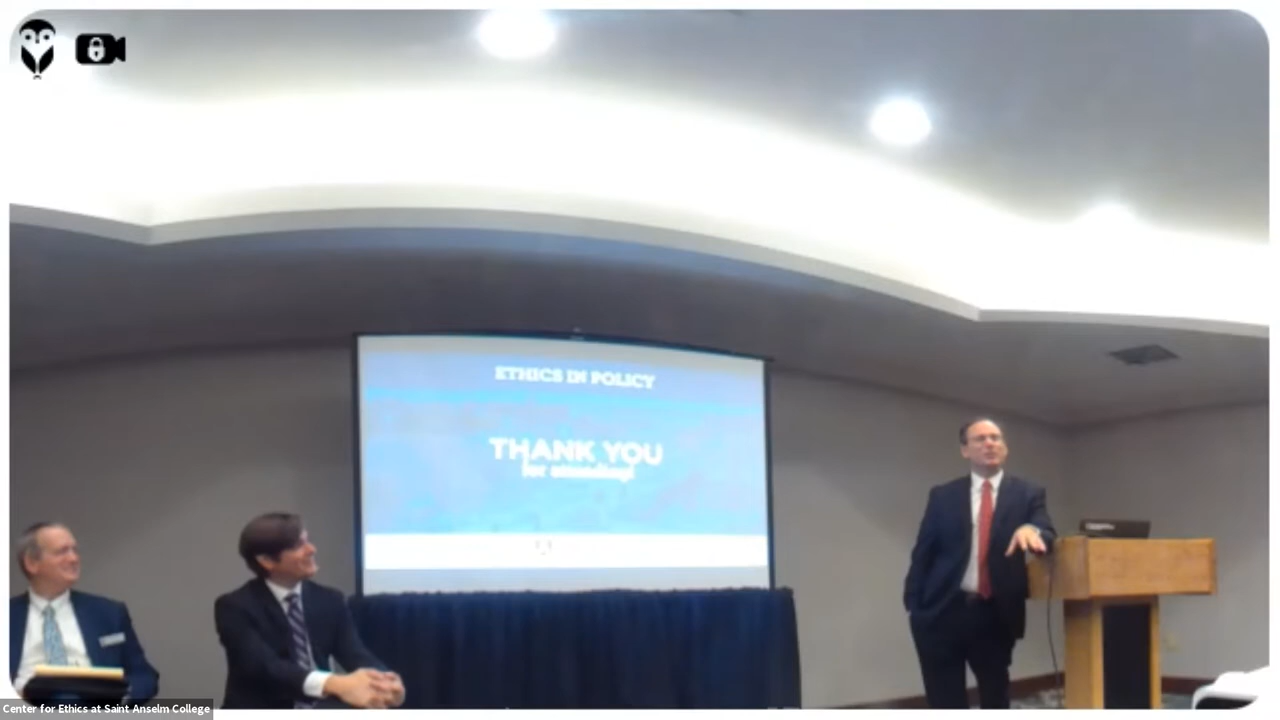 ETHICS IN POLICY
THANK YOU
for attending!
Center for Ethics at Saint Anselm College